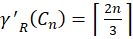 γ′_R(C_n) = ⌈2n/3⌉